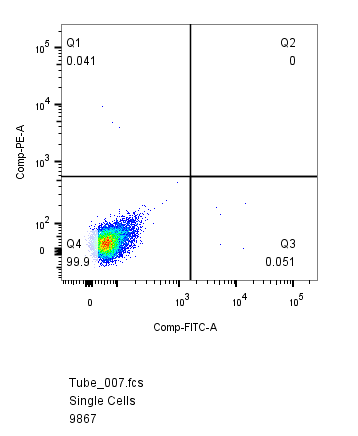 Q1
0.041
Q2
0
10^5
10^4
10^3
10^2
0
Comp-PE-A
Q4
99.9
Q3
0.051
0
10^3
10^4
10^5
Comp-FITC-A
Tube_007.fcs
Single Cells
9867